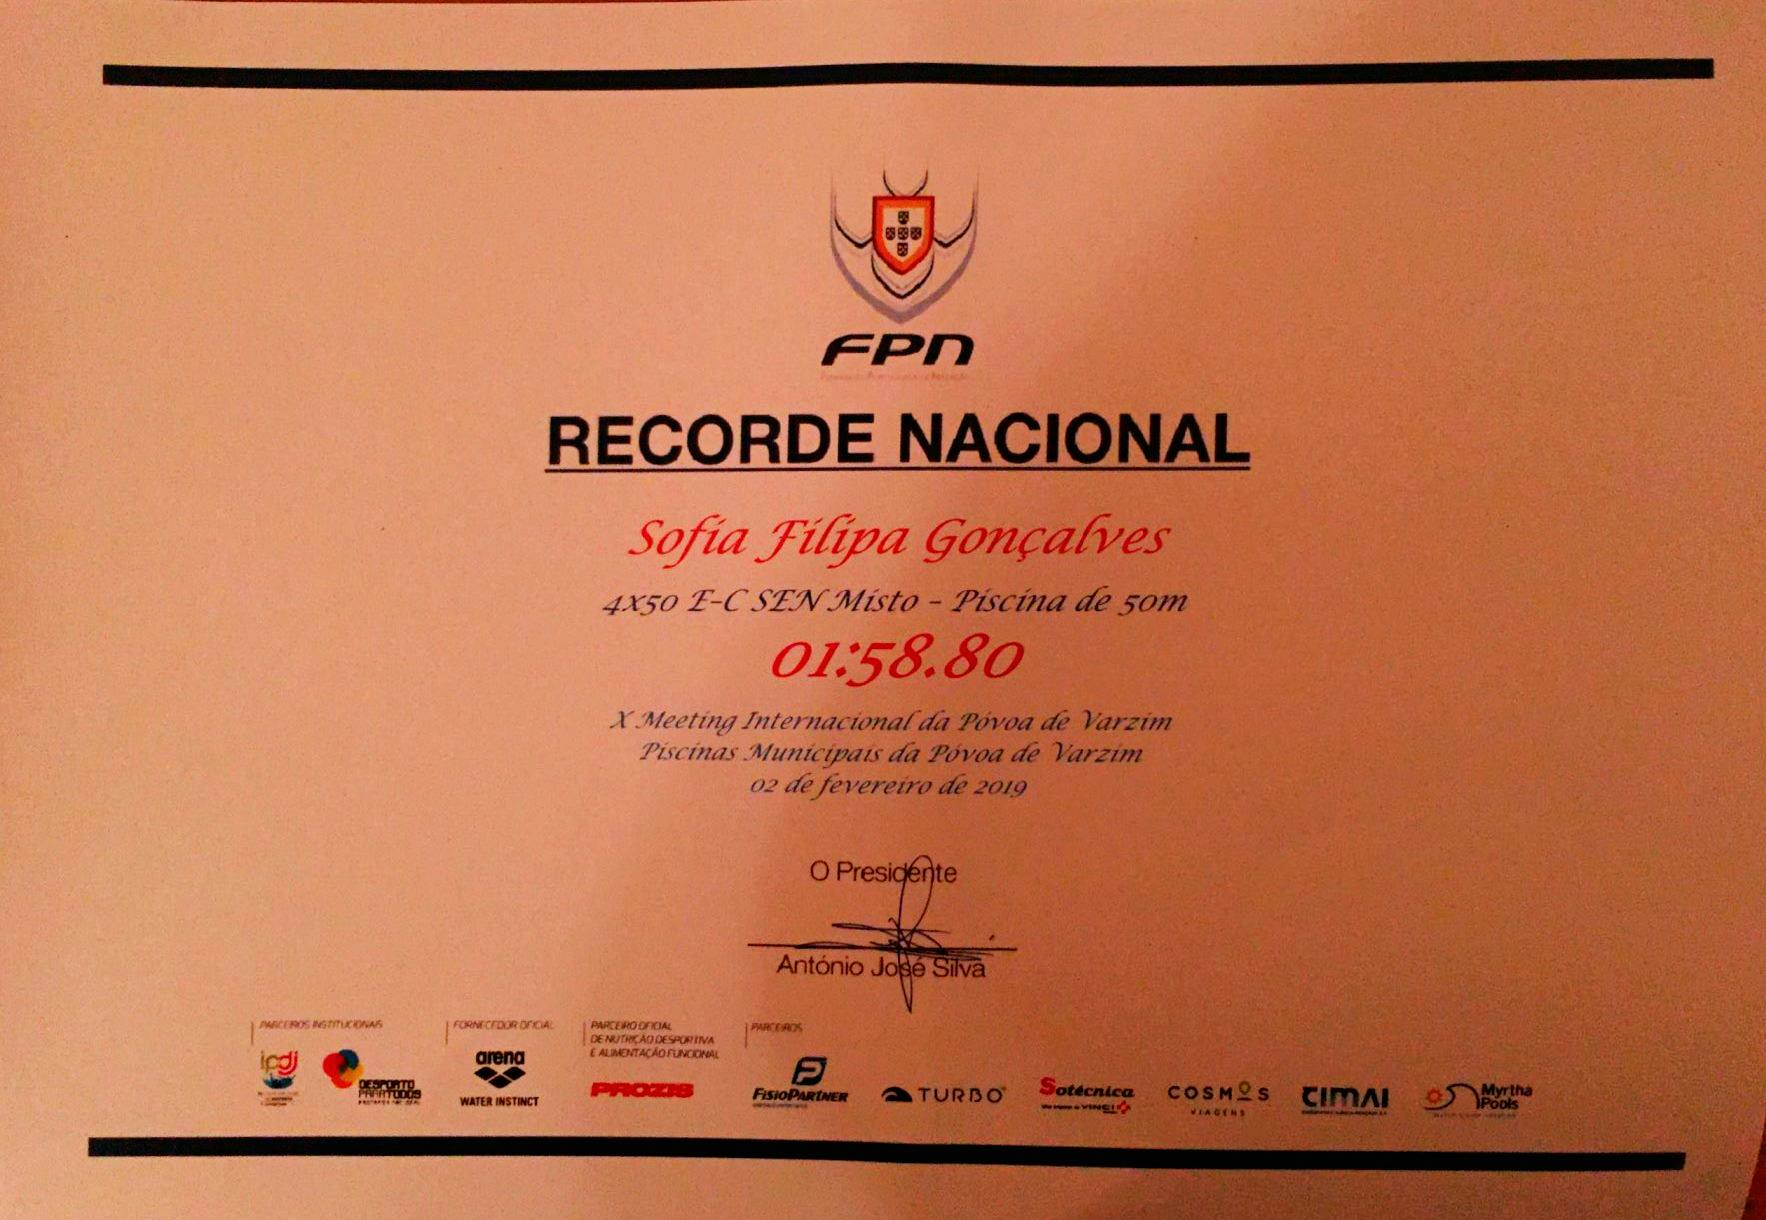 FPN
RECORDE NACIONAL
Sofia Filipa Gonçalves
4x50 E-C SEN Misto - Piscina de 50m
01:58.80
X Meeting Internacional da Póvoa de Varzim
Piscinas Municipais da Póvoa de Varzim
02 de fevereiro de 2019
O Presidente
António José Silva
PARCEIROS INSTITUCIONAIS
ipdj
DESPORTO
PARATODOS
FORNECEDOR OFICIAL
arena
WATER INSTINCT
PARCEIRO OFICIAL
DE NUTRIÇÃO DESPORTIVA
E ALIMENTAÇÃO FUNCIONAL
PROZIS
PARCEIROS
FISIOPARTNER
TURBO
Sotécnica
VINCI
COSMOS
VIAGENS
CIMAI
Myrtha
Pools